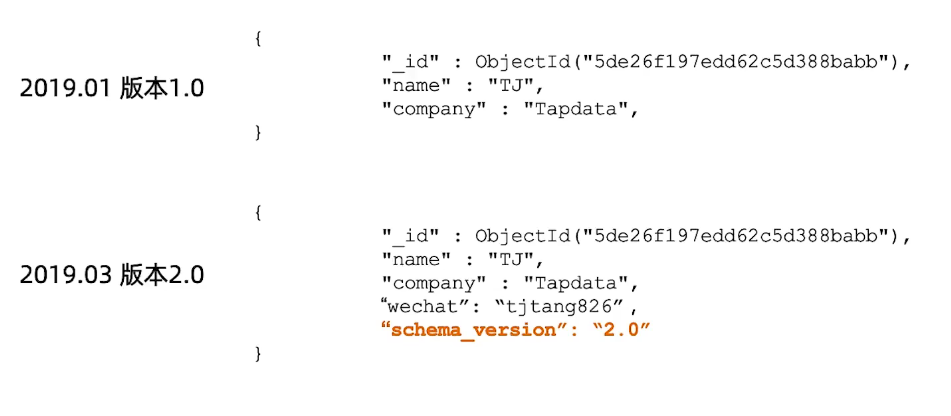 {
"_id" : ObjectId("5de26f197edd62c5d388babb"),
2019.01 版本1.0
"name" : "TJ",
"company" : "Tapdata",
}
{
"_id" : ObjectId("5de26f197edd62c5d388babb"),
"name" : "TJ",
2019.03 版本2.0
"company" : "Tapdata",
“wechat”: “tjtang826”,
“schema_version”: “2.0”
}